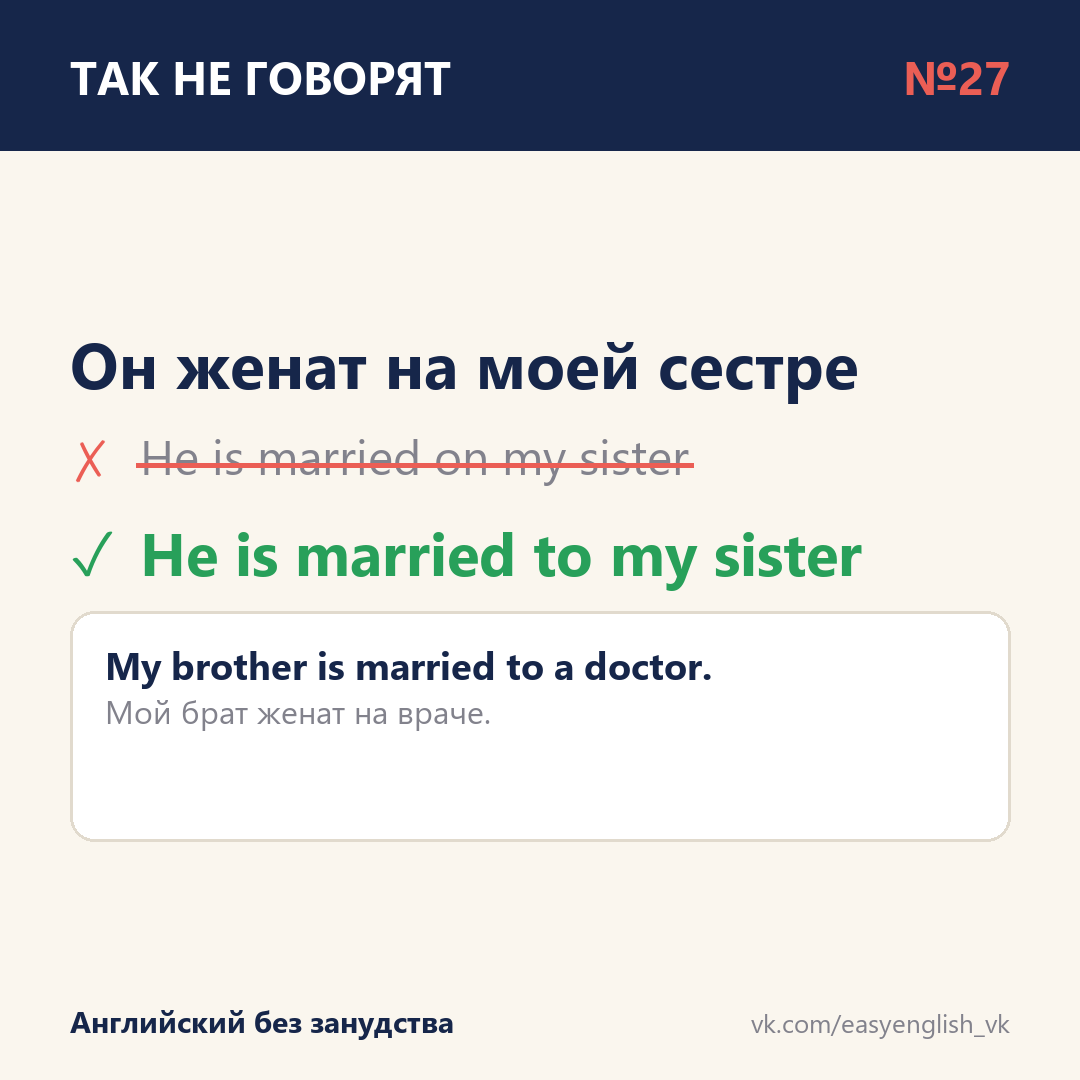 ТАК НЕ ГОВОРЯТ
№27
Он женат на моей сестре
✗ He is married on my sister
✓ He is married to my sister
My brother is married to a doctor.
Мой брат женат на враче.
Английский без занудства
vk.com/easyenglish_vk